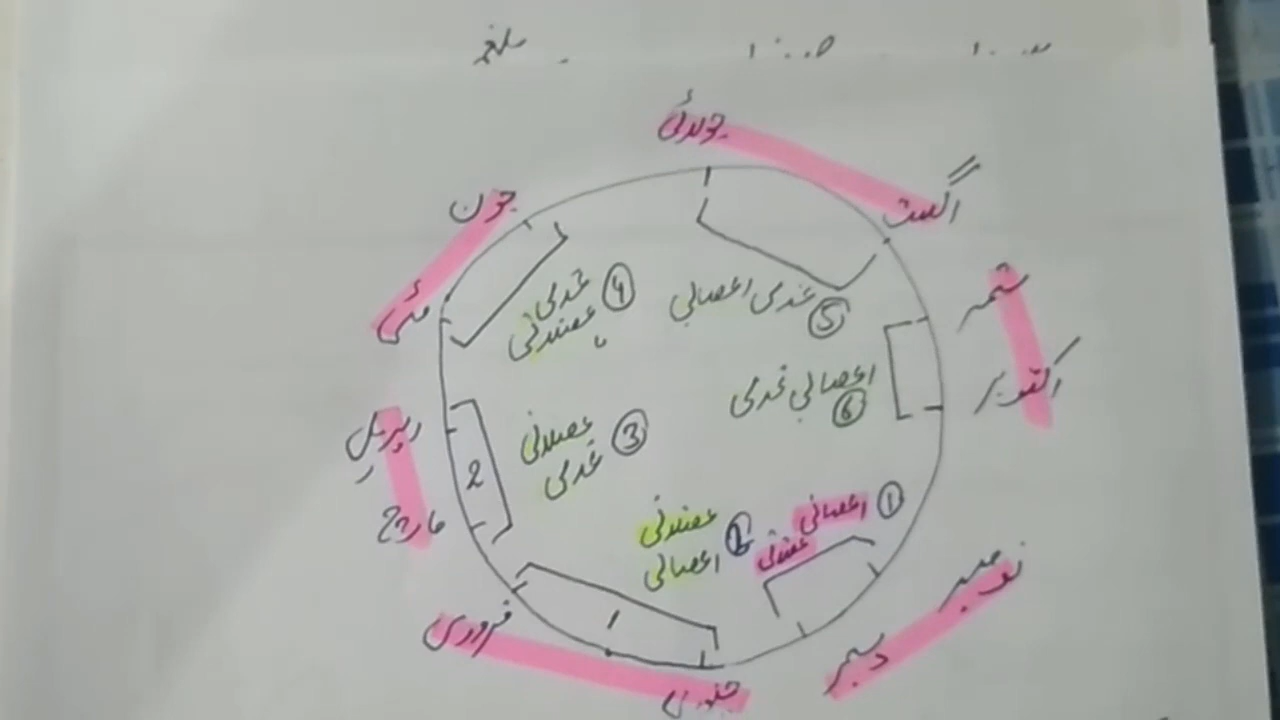 بلغم
جولائی
اگست
جون
مئی
ستمبر
اکتوبر
④ غدی
عضلاتی
⑤ غدی اعصابی
اعصابی غدی
⑥
اپریل
مارچ
2
③ عضلاتی
غدی
② عضلاتی
اعصابی
① اعصابی
عضلاتی
نومبر
دسمبر
1
فروری
جنوری